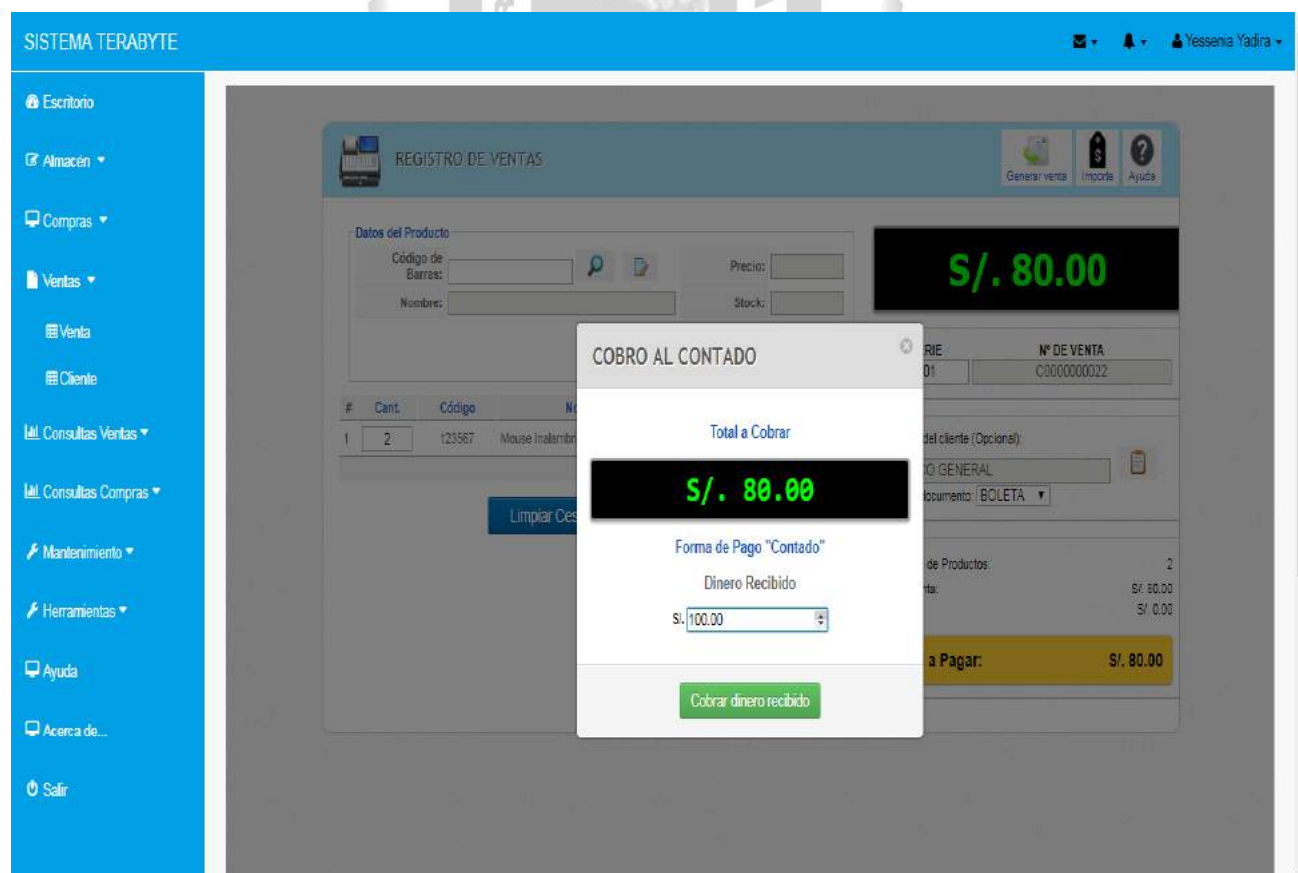 SISTEMA TERABYTE
Yessenia Yadira
Escritorio
Almacén
Compras
Ventas
Venta
Cliente
Consultas Ventas
Consultas Compras
Mantenimiento
Herramientas
Ayuda
Acerca de...
Salir
REGISTRO DE VENTAS
Generar venta
Importe
Ayuda
Datos del Producto
Código de Barras:
Precio:
Nombre:
Stock:
S/. 80.00
RIE
Nº DE VENTA
01
C0000000022
# Cant. Código
1 2 123567 Mouse Inalambri
Limpiar Ces
del cliente (Opcional):
O GENERAL
documento: BOLETA
de Productos: 2
nta: S/. 80.00
S/. 0.00
a Pagar: S/. 80.00
COBRO AL CONTADO
Total a Cobrar
S/. 80.00
Forma de Pago "Contado"
Dinero Recibido
S/. 100.00
Cobrar dinero recibido